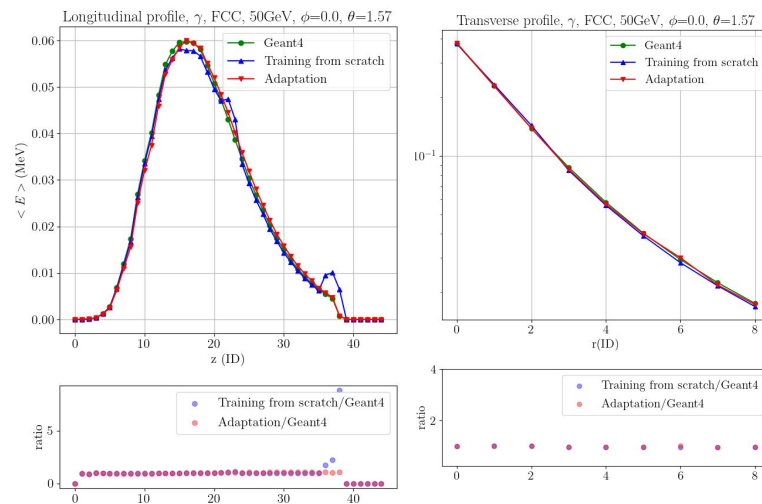 Longitudinal profile, γ, FCC, 50GeV, ϕ=0.0, θ=1.57
Geant4
Training from scratch
Adaptation
0.06
0.05
0.04
0.03
0.02
0.01
0.00
< E > (MeV)
0 10 20 30 40
z (ID)
Training from scratch/Geant4
Adaptation/Geant4
5
0
ratio
0 10 20 30 40
Transverse profile, γ, FCC, 50GeV, ϕ=0.0, θ=1.57
Geant4
Training from scratch
Adaptation
10⁻¹
0 2 4 6 8
r(ID)
4
2
ratio
Training from scratch/Geant4
Adaptation/Geant4
0 2 4 6 8